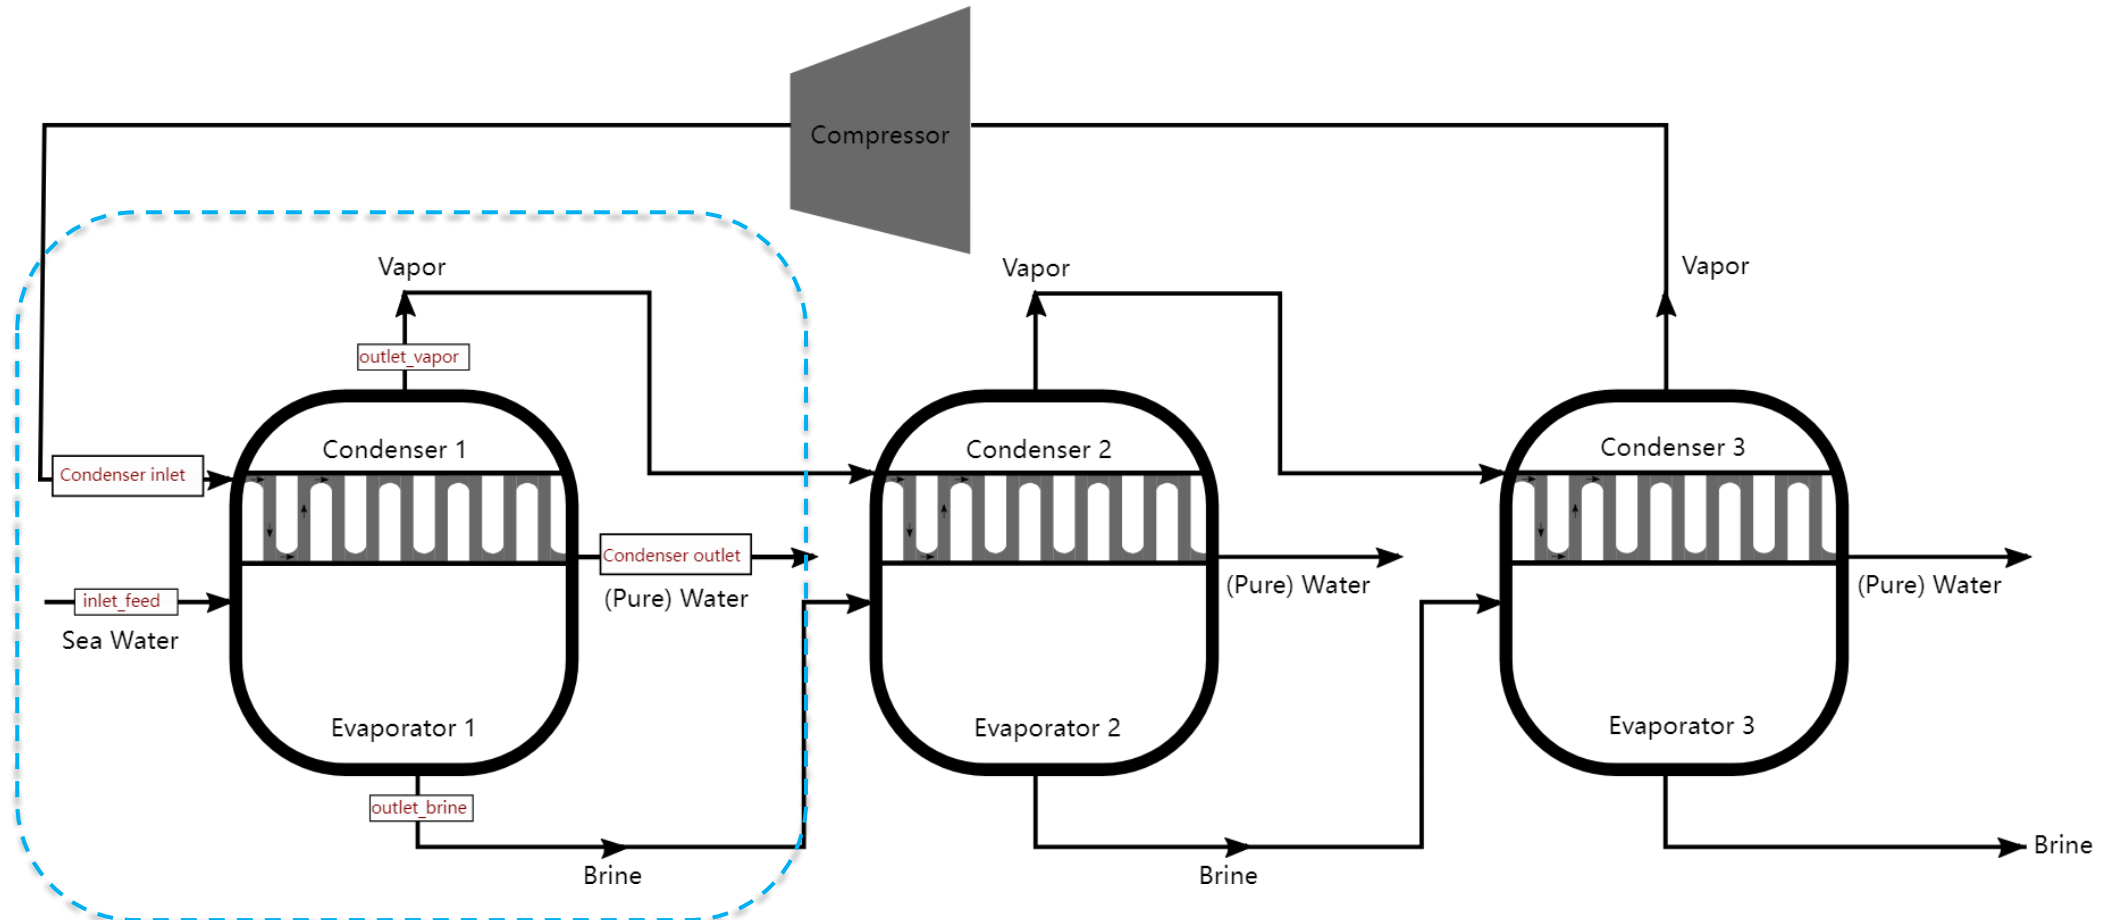 Compressor
Vapor
Vapor
Vapor
outlet_vapor
Condenser 1
Condenser 2
Condenser 3
Condenser inlet
Condenser outlet
(Pure) Water
(Pure) Water
(Pure) Water
inlet_feed
Sea Water
Evaporator 1
Evaporator 2
Evaporator 3
outlet_brine
Brine
Brine
Brine